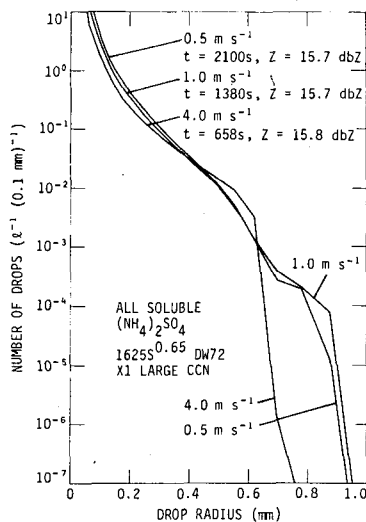 10¹
10⁰
10⁻¹
10⁻²
10⁻³
10⁻⁴
10⁻⁵
10⁻⁶
10⁻⁷
NUMBER OF DROPS (ℓ⁻¹ (0.1 mm)⁻¹)
0.5 m s⁻¹
t = 2100s, Z = 15.7 dbZ
1.0 m s⁻¹
t = 1380s, Z = 15.7 dbZ
4.0 m s⁻¹
t = 658s, Z = 15.8 dbZ
1.0 m s⁻¹
ALL SOLUBLE
(NH₄)₂SO₄
1625S⁰·⁶⁵ DW72
X1 LARGE CCN
4.0 m s⁻¹
0.5 m s⁻¹
0 0.2 0.4 0.6 0.8 1.0
DROP RADIUS (mm)